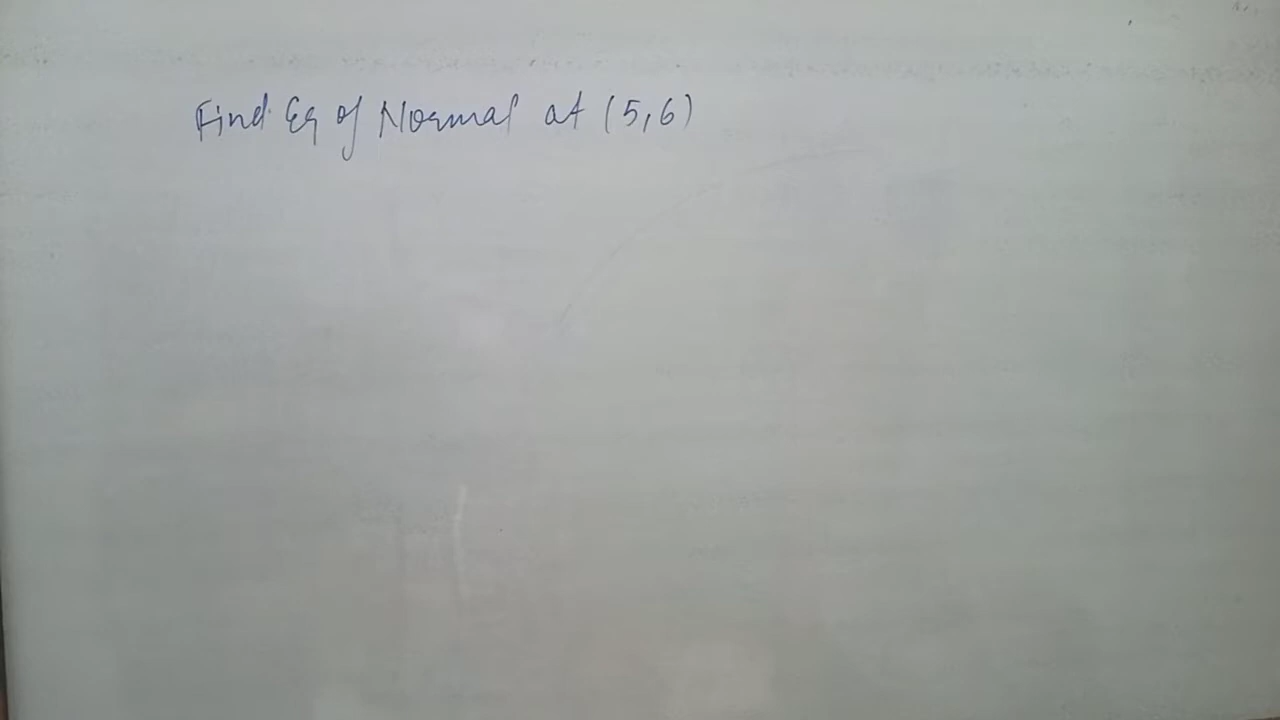 Find Eq of Normal at (5,6)